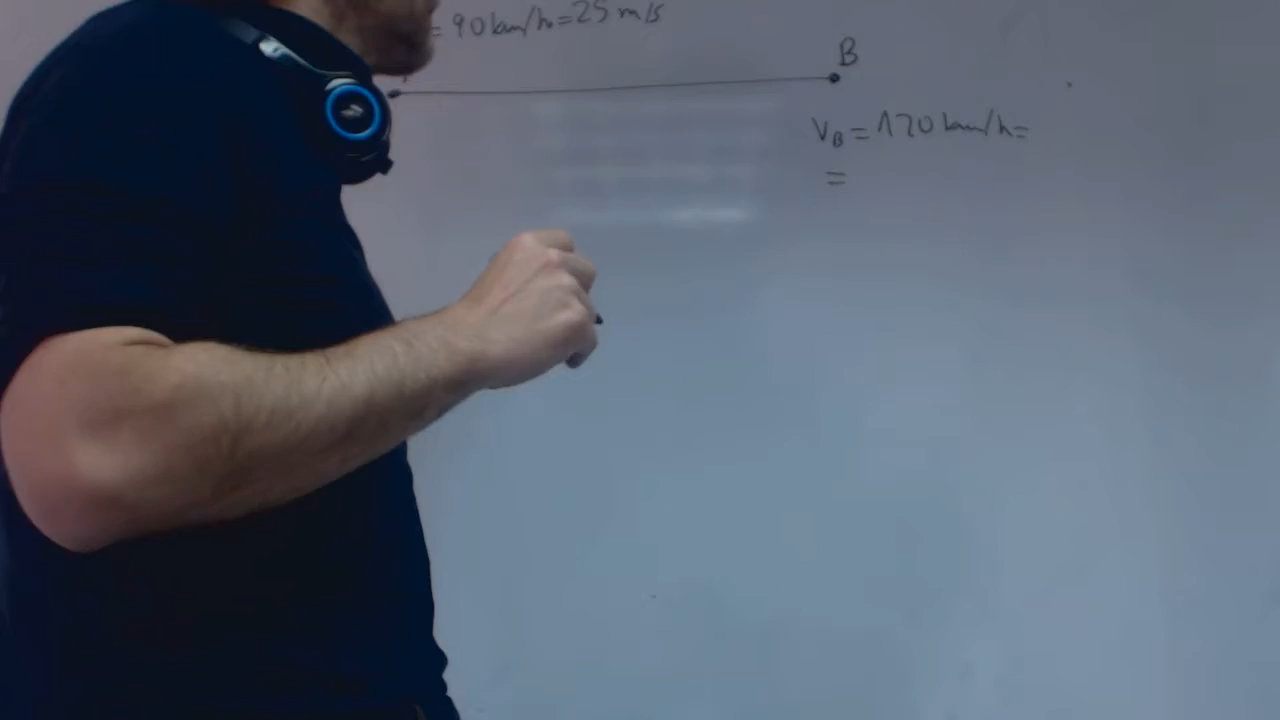 = 90 km/h = 25 m/s
B
V_B = 120 km/h =
=